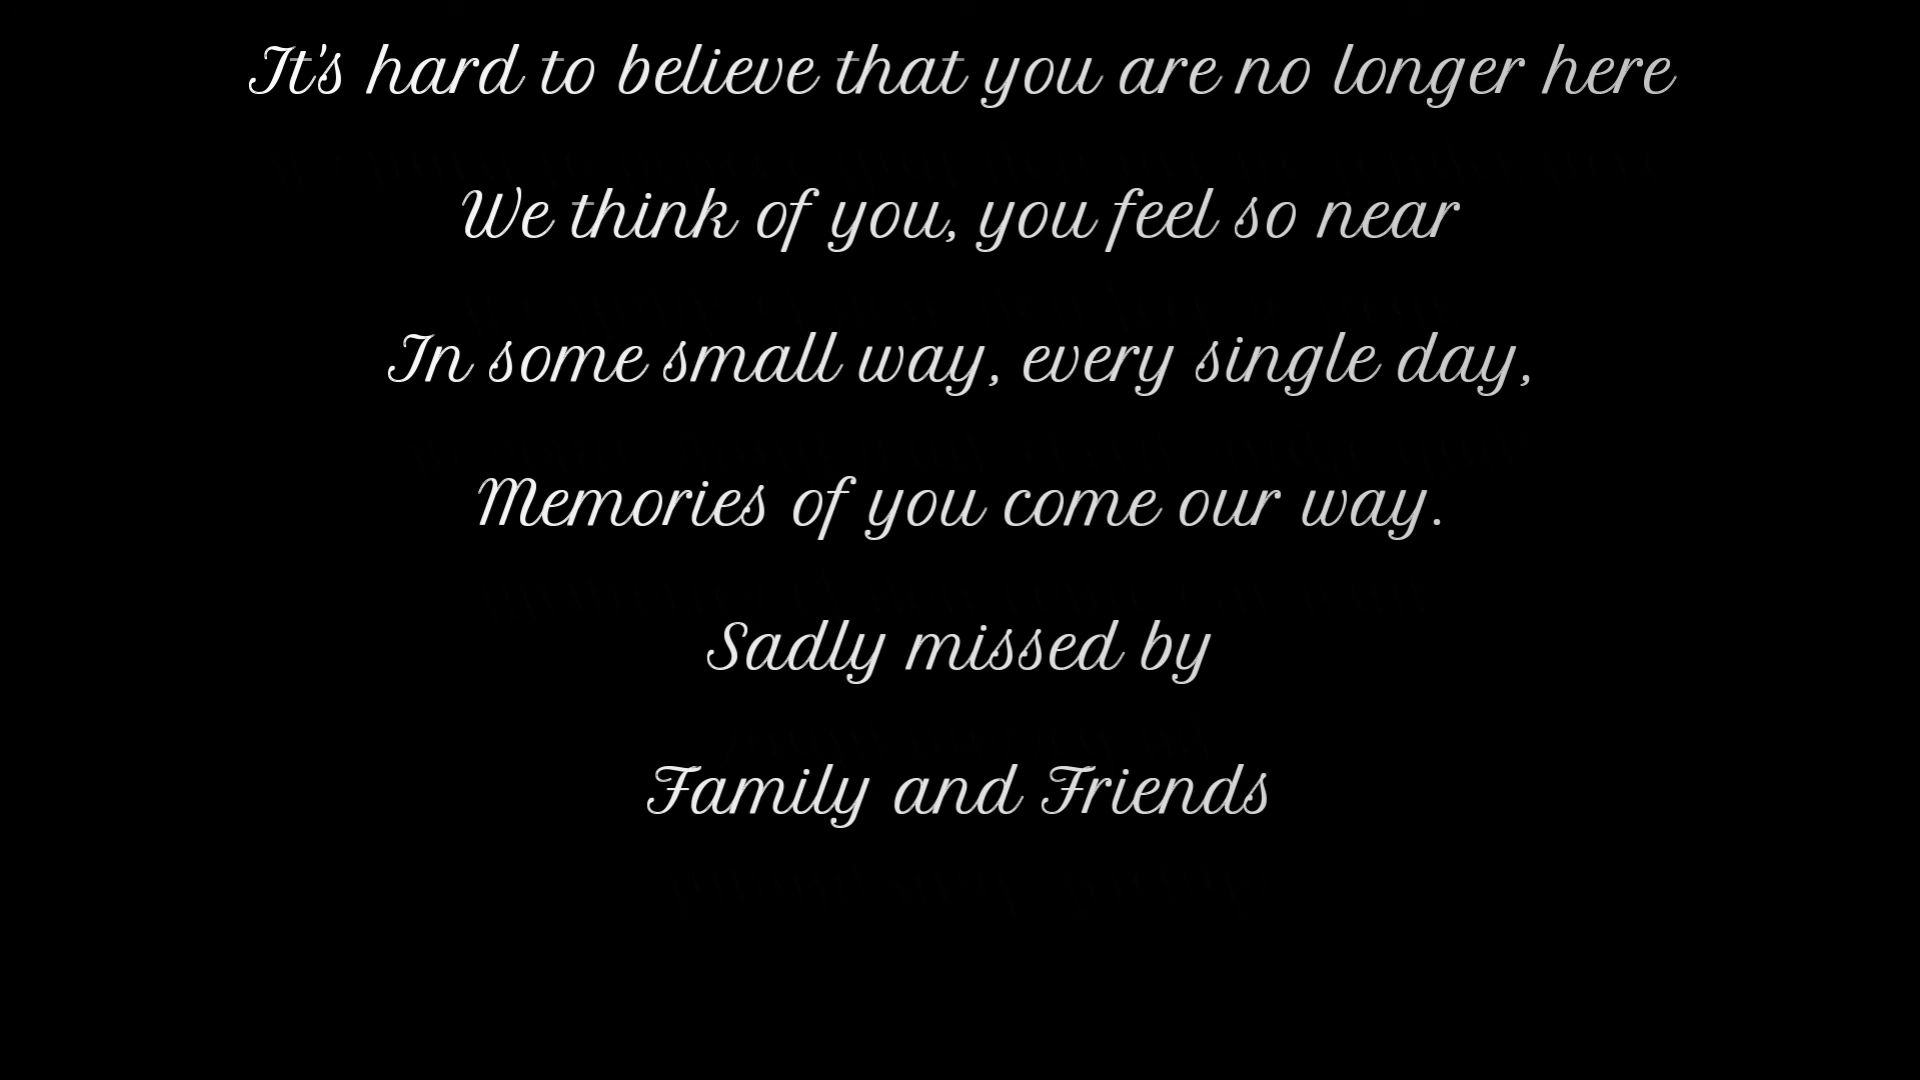 It's hard to believe that you are no longer here
We think of you, you feel so near
In some small way, every single day,
Memories of you come our way.
Sadly missed by
Family and Friends